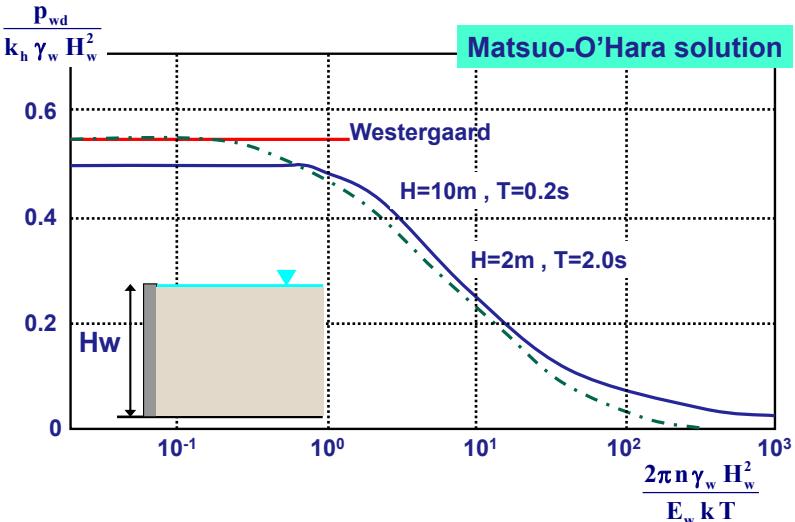 p_wd
k_h γ_w H_w^2
Matsuo-O'Hara solution
0.6
Westergaard
H=10m , T=0.2s
0.4
H=2m , T=2.0s
Hw
0.2
0
10^-1
10^0
10^1
10^2
10^3
2π n γ_w H_w^2
E_w k T